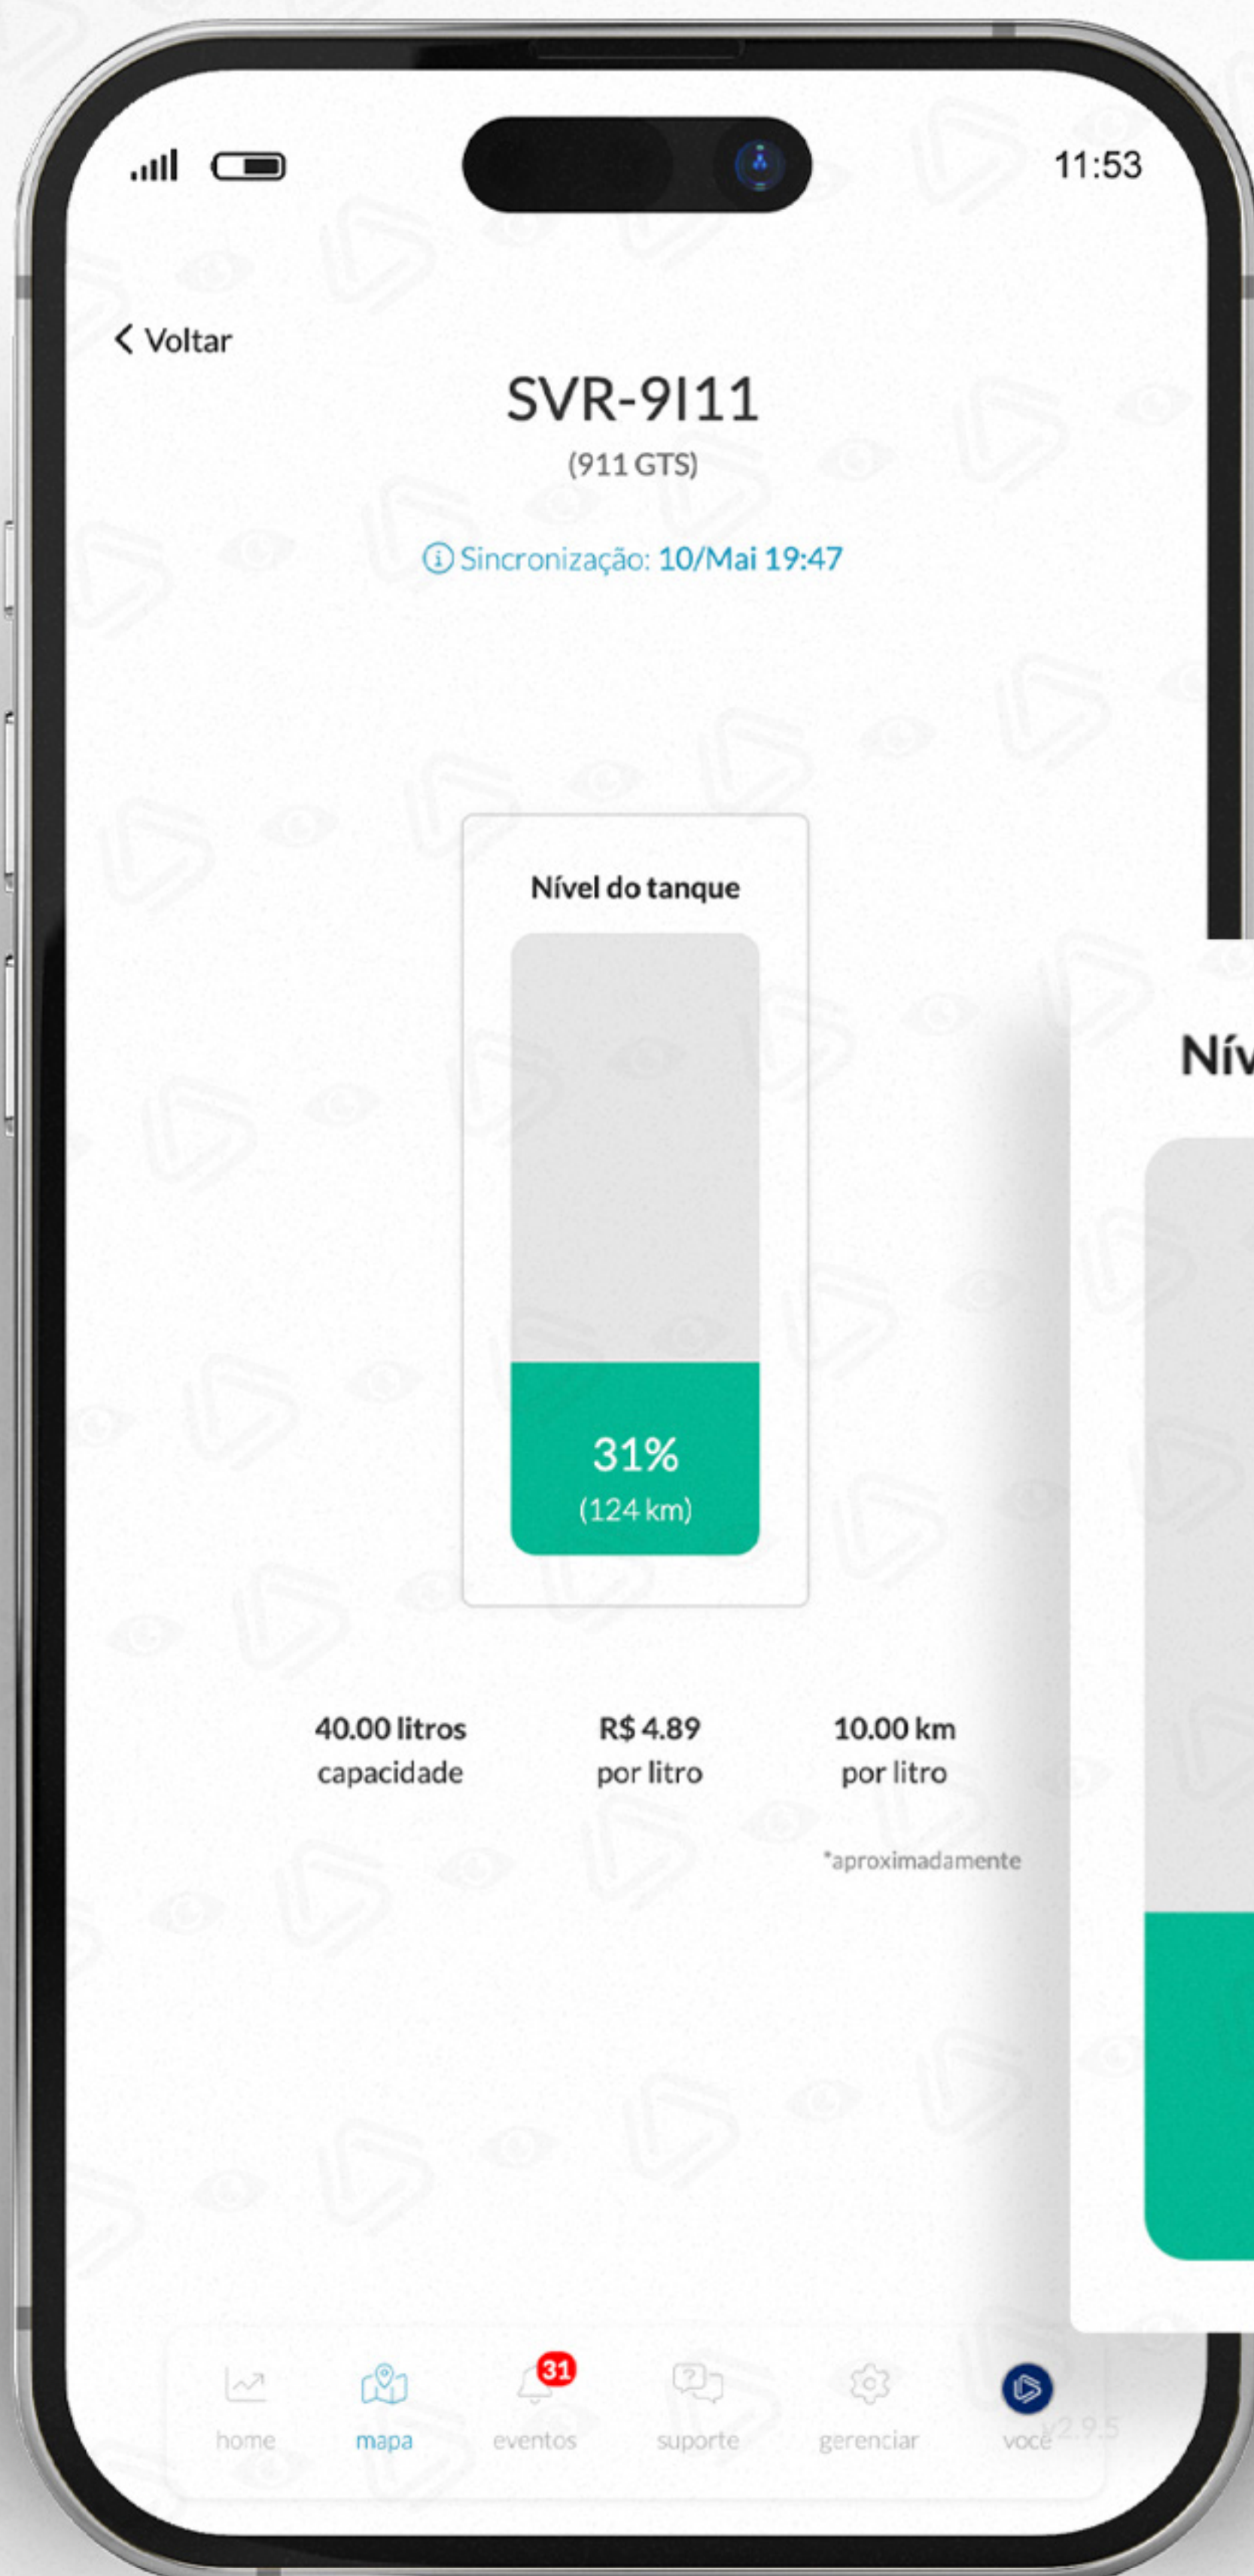 11:53
Voltar
SVR-9I11
(911 GTS)
Sincronização: 10/Mai 19:47
Nível do tanque
31%
(124 km)
40.00 litros
capacidade
R$ 4.89
por litro
10.00 km
por litro
*aproximadamente
Nív
31
home
mapa
eventos
suporte
gerenciar
você
v2.9.5